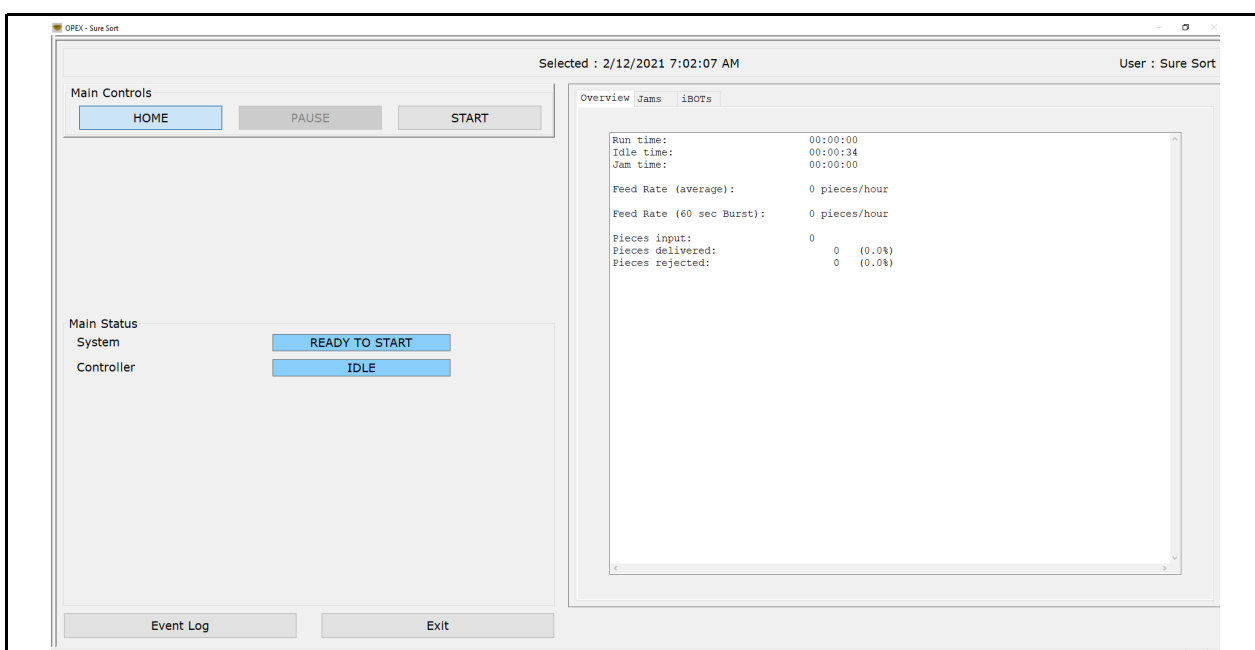 OPEX - Sure Sort
Selected : 2/12/2021 7:02:07 AM
User : Sure Sort
Main Controls
HOME
PAUSE
START
Main Status
System
READY TO START
Controller
IDLE
Event Log
Exit
Overview
Jams
iBOTs
Run time: 00:00:00
Idle time: 00:00:34
Jam time: 00:00:00
Feed Rate (average): 0 pieces/hour
Feed Rate (60 sec Burst): 0 pieces/hour
Pieces input: 0
Pieces delivered: 0 (0.0%)
Pieces rejected: 0 (0.0%)